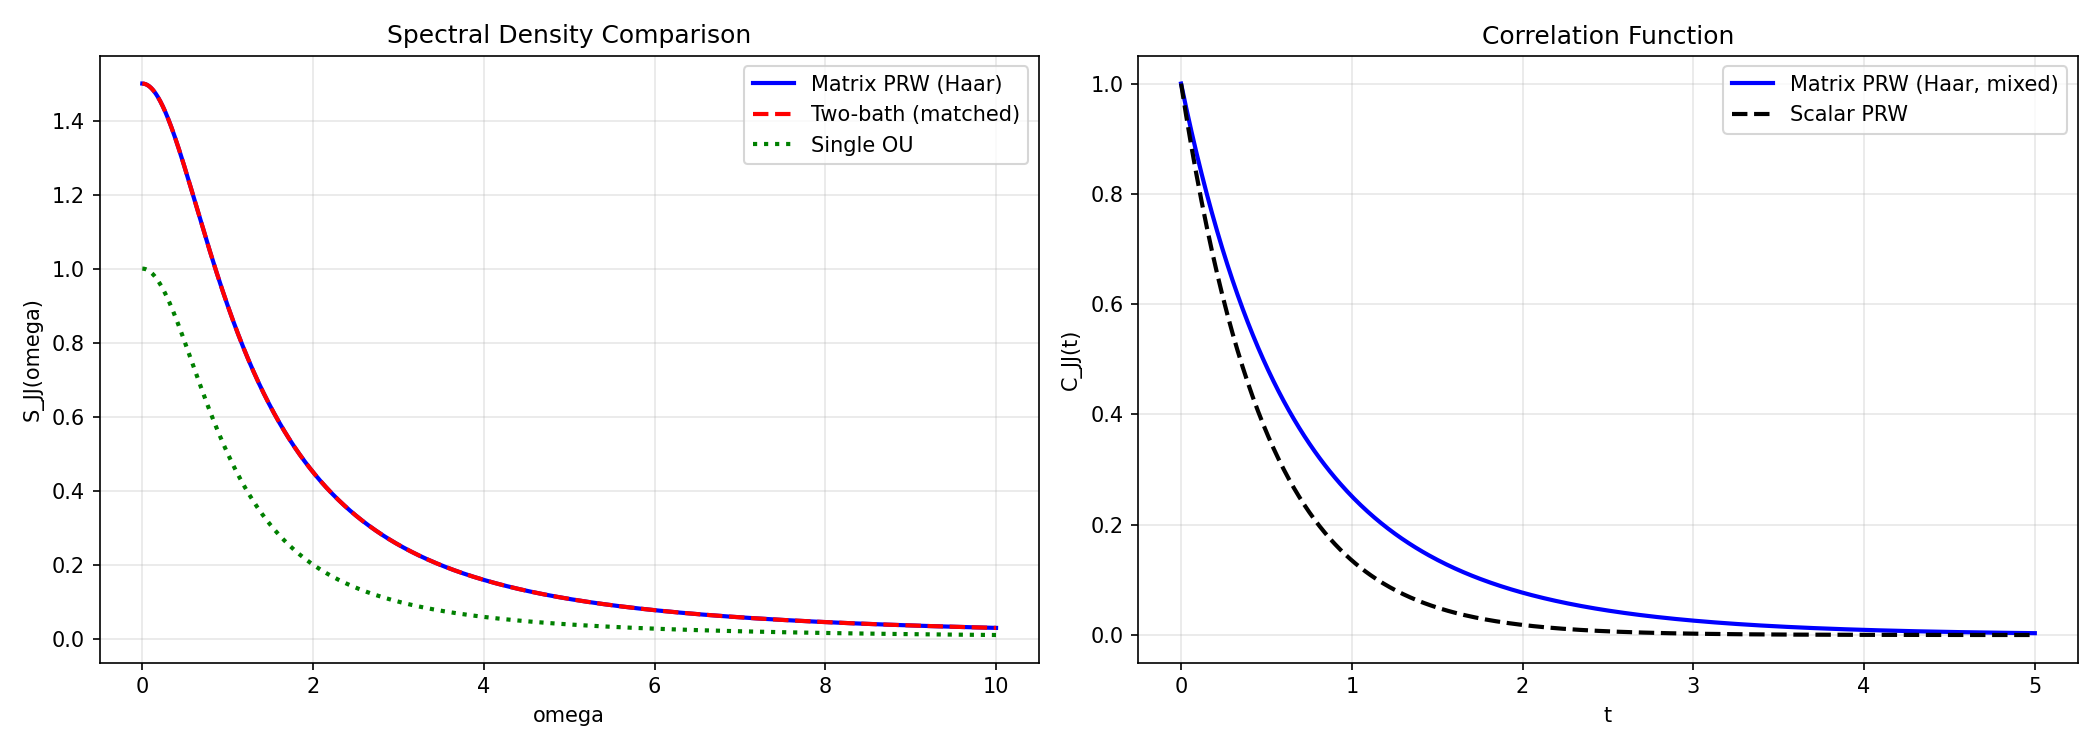 Spectral Density Comparison
S_JJ(omega)
1.4
1.2
1.0
0.8
0.6
0.4
0.2
0.0
0 2 4 6 8 10
omega
Matrix PRW (Haar)
Two-bath (matched)
Single OU
Correlation Function
C_JJ(t)
1.0
0.8
0.6
0.4
0.2
0.0
0 1 2 3 4 5
t
Matrix PRW (Haar, mixed)
Scalar PRW